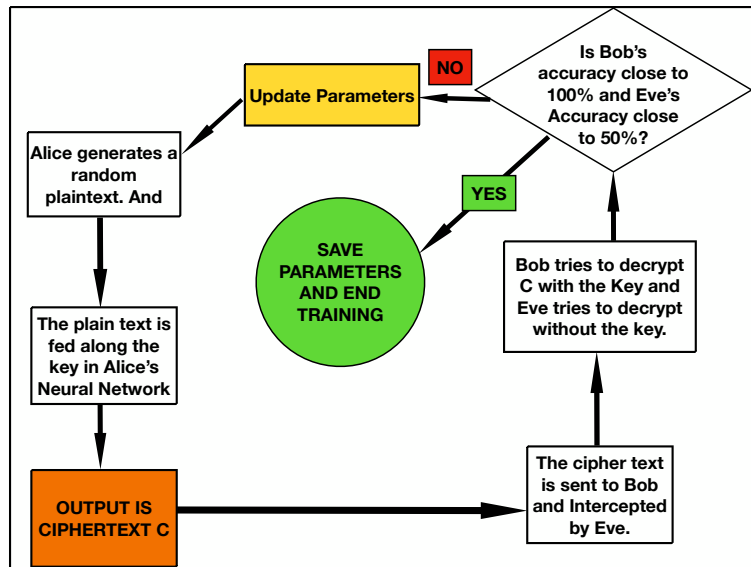 Is Bob's
accuracy close to
100% and Eve's
Accuracy close
to 50%?
NO
Update Parameters
Alice generates a
random
plaintext. And
YES
SAVE
PARAMETERS
AND END
TRAINING
Bob tries to decrypt
C with the Key and
Eve tries to decrypt
without the key.
The plain text is
fed along the
key in Alice's
Neural Network
The cipher text
is sent to Bob
and Intercepted
by Eve.
OUTPUT IS
CIPHERTEXT C